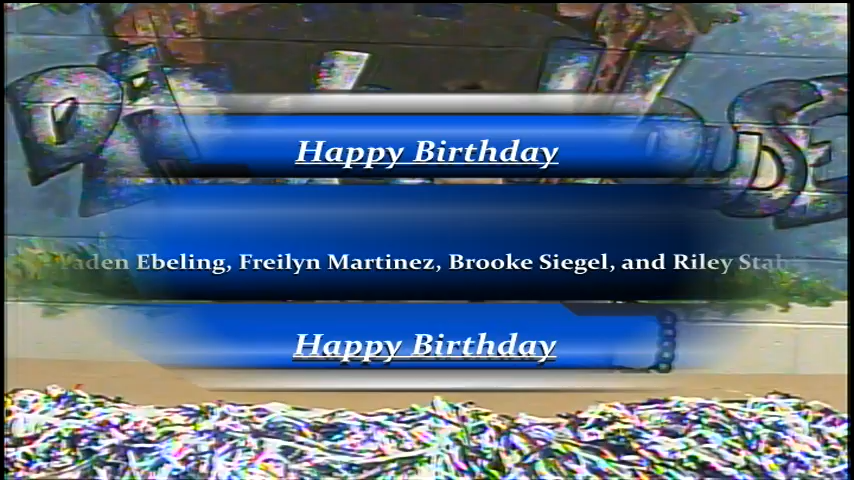 Happy Birthday
Ebeling, Freilyn Martinez, Brooke Siegel, and Riley
Happy Birthday